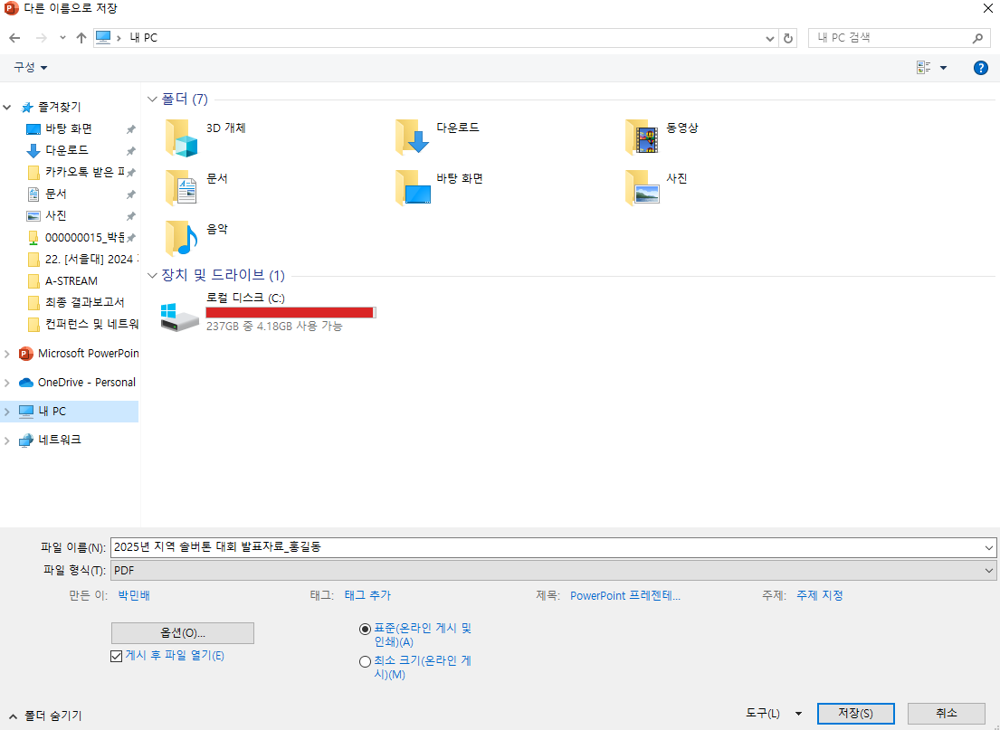 다른 이름으로 저장
내 PC
내 PC 검색
구성
즐겨찾기
바탕 화면
다운로드
카카오톡 받은 파
문서
사진
000000015_박든
22. [서울대] 2024
A-STREAM
최종 결과보고서
컨퍼런스 및 네트워
Microsoft PowerPoin
OneDrive - Personal
내 PC
네트워크
폴더 (7)
3D 개체
다운로드
동영상
문서
바탕 화면
사진
음악
장치 및 드라이브 (1)
로컬 디스크 (C:)
237GB 중 4.18GB 사용 가능
파일 이름(N): 2025년 지역 솔버톤 대회 발표자료_홍길동
파일 형식(T): PDF
만든 이: 박민배 태그: 태그 추가 제목: PowerPoint 프레젠테... 주제: 주제 지정
옵션(O)...
게시 후 파일 열기(E)
표준(온라인 게시 및
인쇄)(A)
최소 크기(온라인 게
시)(M)
폴더 숨기기
도구(L) 저장(S) 취소